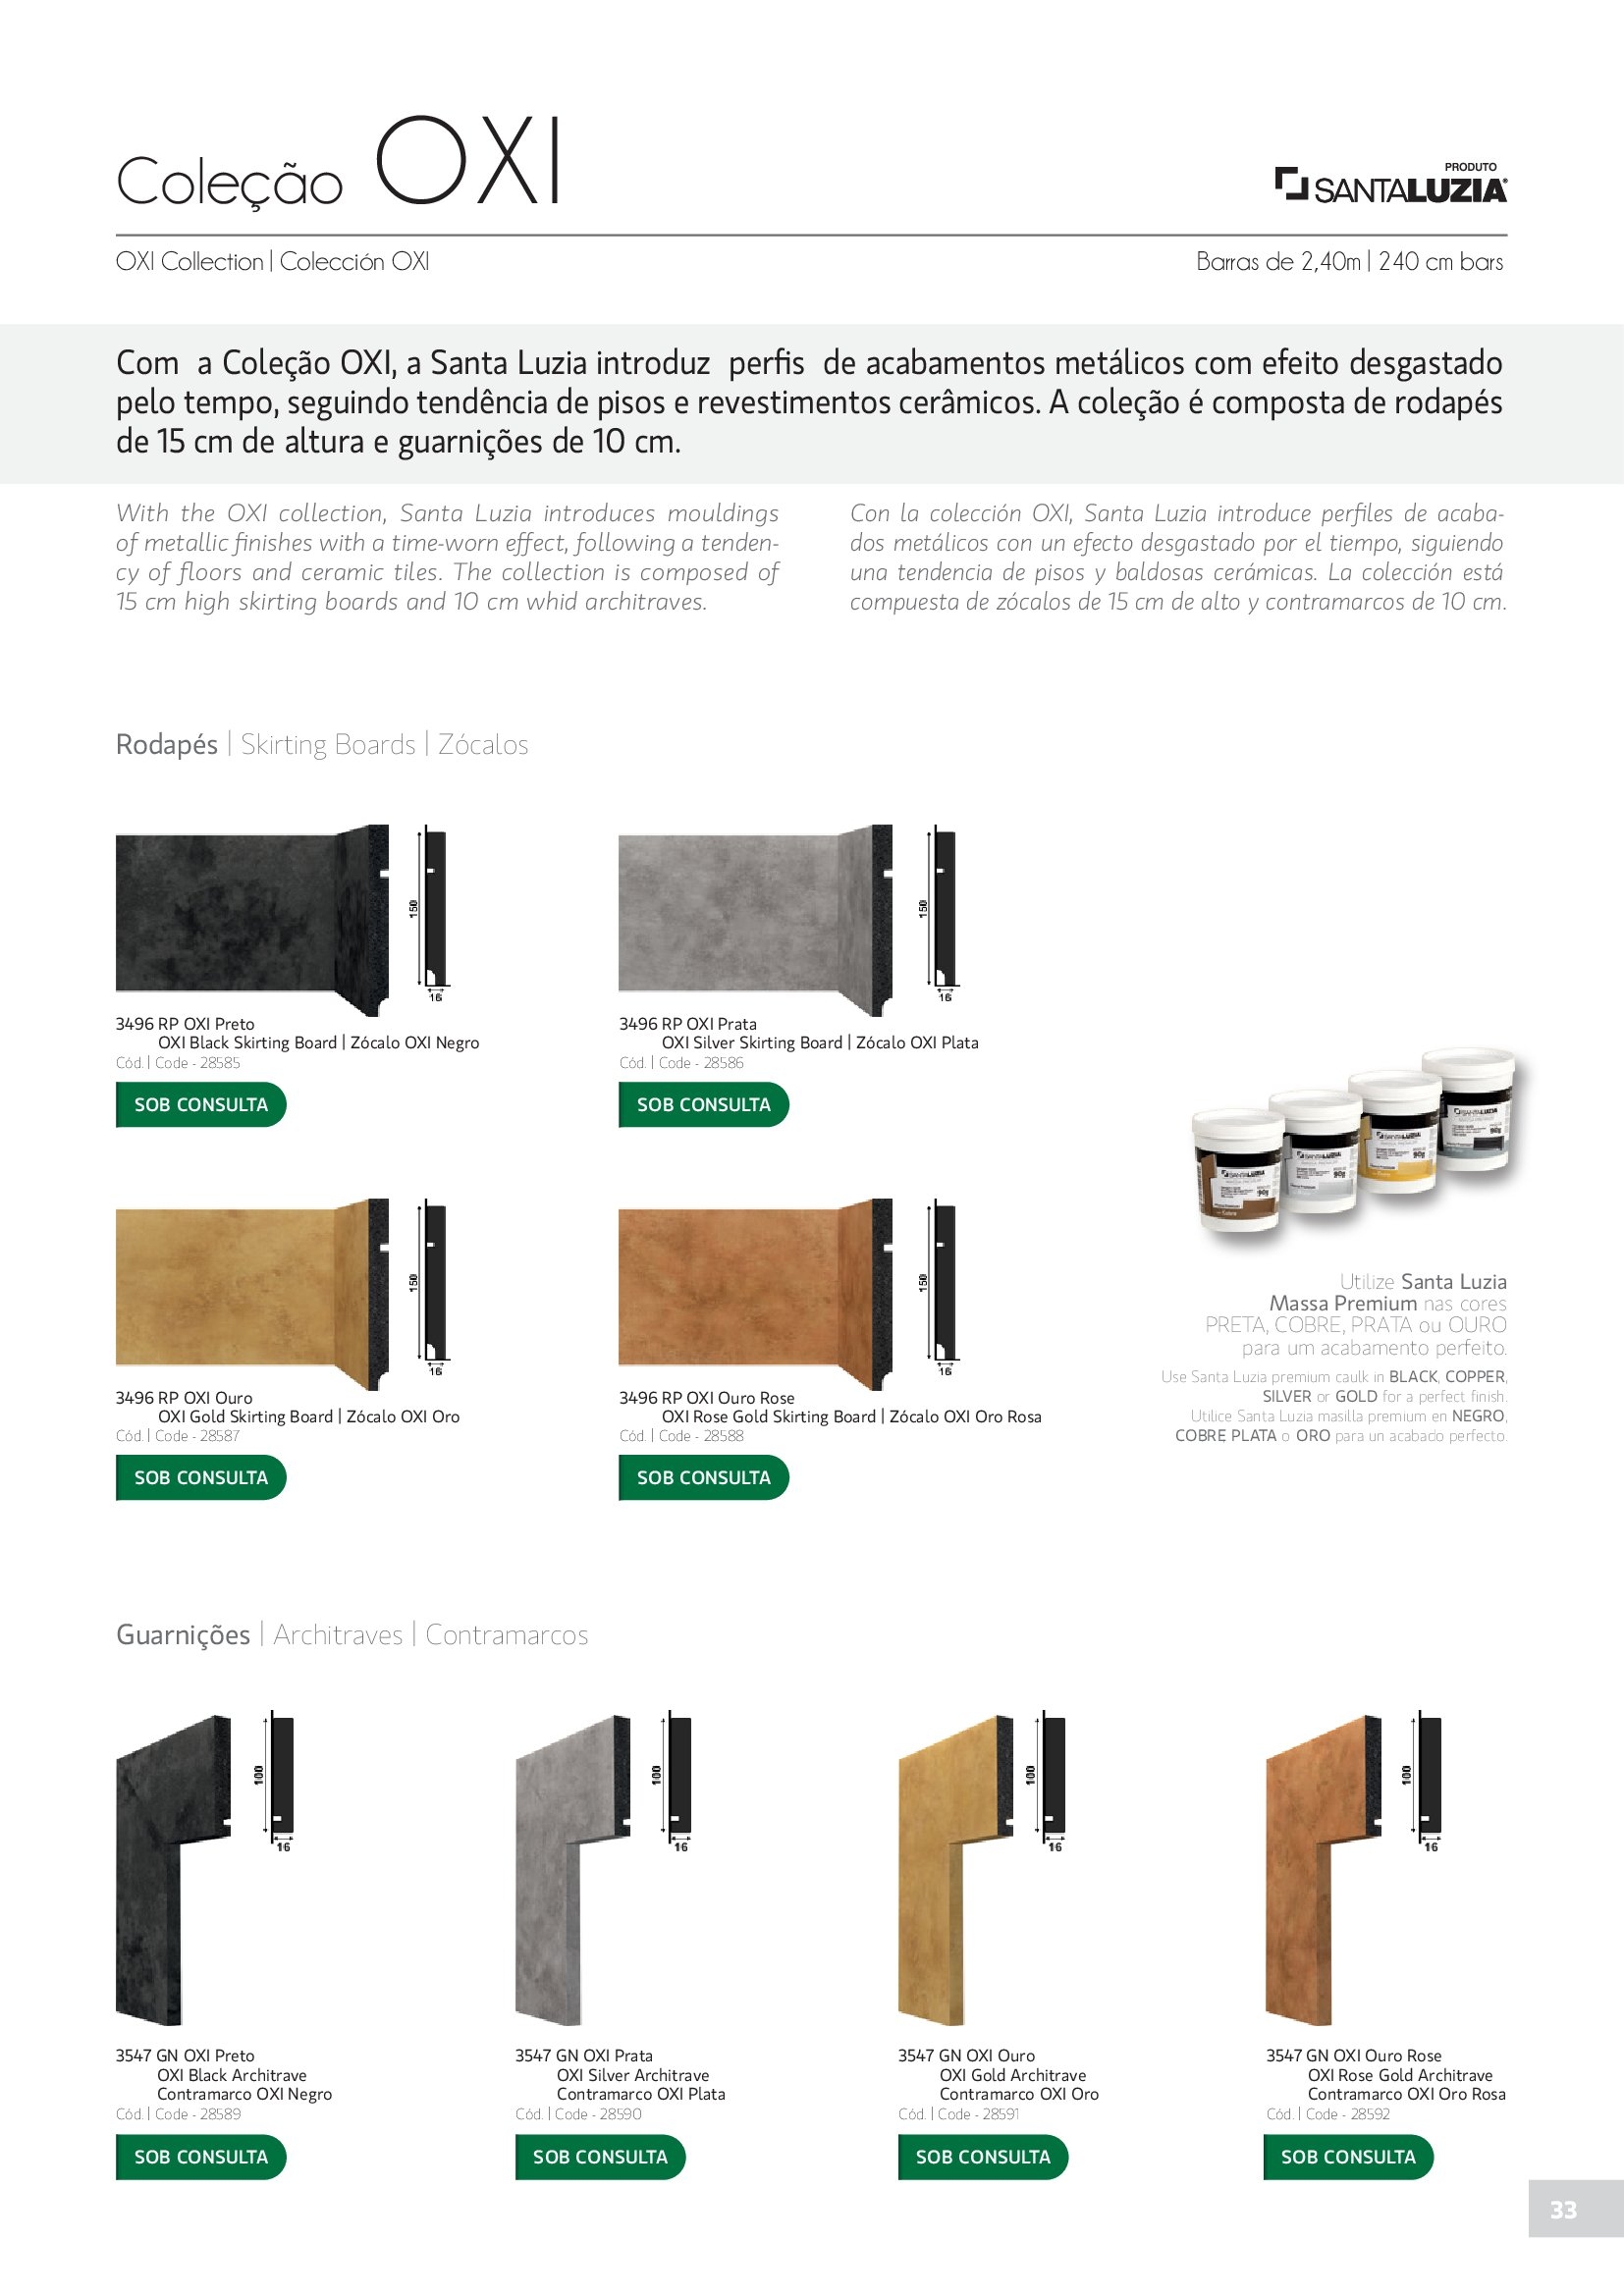 Coleção OXI
PRODUTO
SANTALUZIA®
OXI Collection | Colección OXI
Barras de 2,40m | 240 cm bars
Com a Coleção OXI, a Santa Luzia introduz perfis de acabamentos metálicos com efeito desgastado
pelo tempo, seguindo tendência de pisos e revestimentos cerâmicos. A coleção é composta de rodapés
de 15 cm de altura e guarnições de 10 cm.
With the OXI collection, Santa Luzia introduces mouldings
of metallic finishes with a time-worn effect, following a tenden-
cy of floors and ceramic tiles. The collection is composed of
15 cm high skirting boards and 10 cm whid architraves.
Con la colección OXI, Santa Luzia introduce perfiles de acaba-
dos metálicos con un efecto desgastado por el tiempo, siguiendo
una tendencia de pisos y baldosas cerámicas. La colección está
compuesta de zócalos de 15 cm de alto y contramarcos de 10 cm.
Rodapés | Skirting Boards | Zócalos
150
16
3496 RP OXI Preto
OXI Black Skirting Board | Zócalo OXI Negro
Cód. | Code - 28585
SOB CONSULTA
150
16
3496 RP OXI Prata
OXI Silver Skirting Board | Zócalo OXI Plata
Cód. | Code - 28586
SOB CONSULTA
150
16
3496 RP OXI Ouro
OXI Gold Skirting Board | Zócalo OXI Oro
Cód. | Code - 28587
SOB CONSULTA
150
16
3496 RP OXI Ouro Rose
OXI Rose Gold Skirting Board | Zócalo OXI Oro Rosa
Cód. | Code - 28588
SOB CONSULTA
SANTALUZIA
90g
SANTALUZIA
90g
SANTALUZIA
90g
SANTALUZIA
90g
Utilize Santa Luzia
Massa Premium nas cores
PRETA, COBRE, PRATA ou OURO
para um acabamento perfeito.
Use Santa Luzia premium caulk in BLACK, COPPER,
SILVER or GOLD for a perfect finish.
Utilice Santa Luzia masilla premium en NEGRO,
COBRE, PLATA o ORO para un acabado perfecto.
Guarnições | Architraves | Contramarcos
100
16
3547 GN OXI Preto
OXI Black Architrave
Contramarco OXI Negro
Cód. | Code - 28589
SOB CONSULTA
100
16
3547 GN OXI Prata
OXI Silver Architrave
Contramarco OXI Plata
Cód. | Code - 28590
SOB CONSULTA
100
16
3547 GN OXI Ouro
OXI Gold Architrave
Contramarco OXI Oro
Cód. | Code - 28591
SOB CONSULTA
100
16
3547 GN OXI Ouro Rose
OXI Rose Gold Architrave
Contramarco OXI Oro Rosa
Cód. | Code - 28592
SOB CONSULTA
33